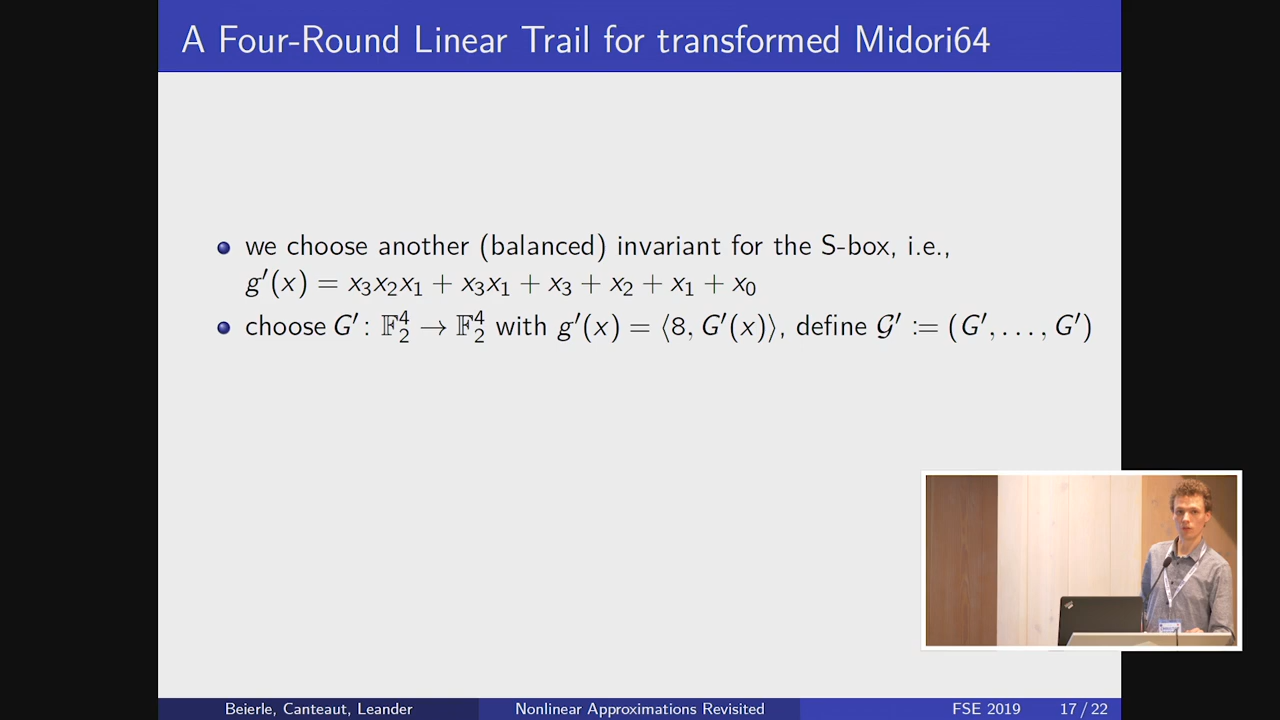 A Four-Round Linear Trail for transformed Midori64
we choose another (balanced) invariant for the S-box, i.e.,
g′(x) = x₃x₂x₁ + x₃x₁ + x₃ + x₂ + x₁ + x₀
choose G′: 𝔽₂⁴ → 𝔽₂⁴ with g′(x) = ⟨8, G′(x)⟩, define 𝒢′ := (G′, . . . , G′)
Beierle, Canteaut, Leander Nonlinear Approximations Revisited FSE 2019 17 / 22